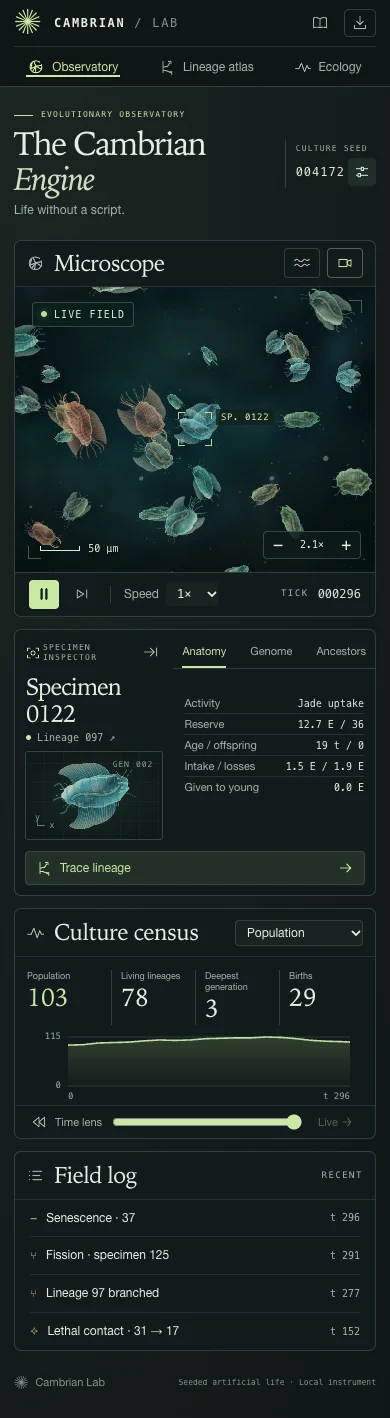 CAMBRIAN / LAB
Observatory
Lineage atlas
Ecology
EVOLUTIONARY OBSERVATORY
The Cambrian
Engine
Life without a script.
CULTURE SEED
004172
Microscope
LIVE FIELD
SP. 0122
50 µm
− 2.1× +
Speed 1×
TICK 000296
SPECIMEN
INSPECTOR
Specimen
0122
Lineage 097 ↗
GEN 002
y
x
Anatomy
Genome
Ancestors
Activity Jade uptake
Reserve 12.7 E / 36
Age / offspring 19 t / 0
Intake / losses 1.5 E / 1.9 E
Given to young 0.0 E
Trace lineage →
Culture census
Population
Population
103
Living lineages
78
Deepest
generation
3
Births
29
115
0
0 t 296
Time lens
Live →
Field log
RECENT
Senescence · 37 t 296
Fission · specimen 125 t 291
Lineage 97 branched t 277
Lethal contact · 31 → 17 t 152
Cambrian Lab
Seeded artificial life · Local instrument